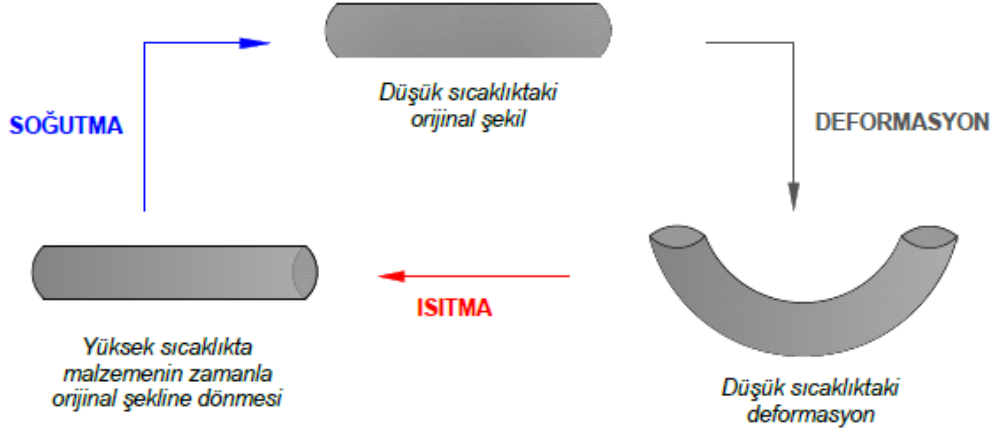 Düşük sıcaklıktaki
orijinal şekil
SOĞUTMA
DEFORMASYON
ISITMA
Yüksek sıcaklıkta
malzemenin zamanla
orijinal şekline dönmesi
Düşük sıcaklıktaki
deformasyon